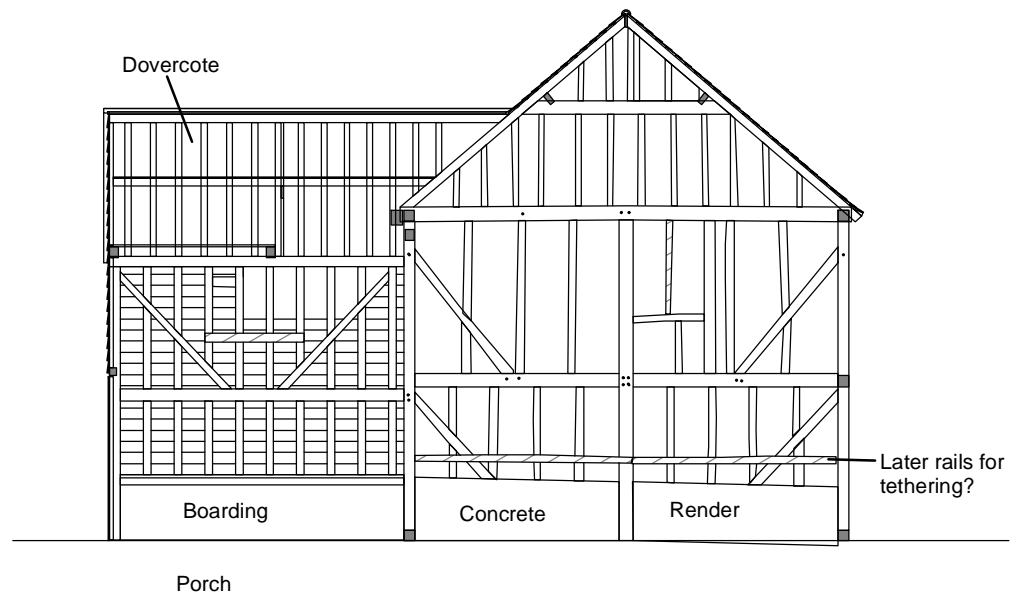 Dovercote
Later rails for
tethering?
Boarding
Concrete
Render
Porch